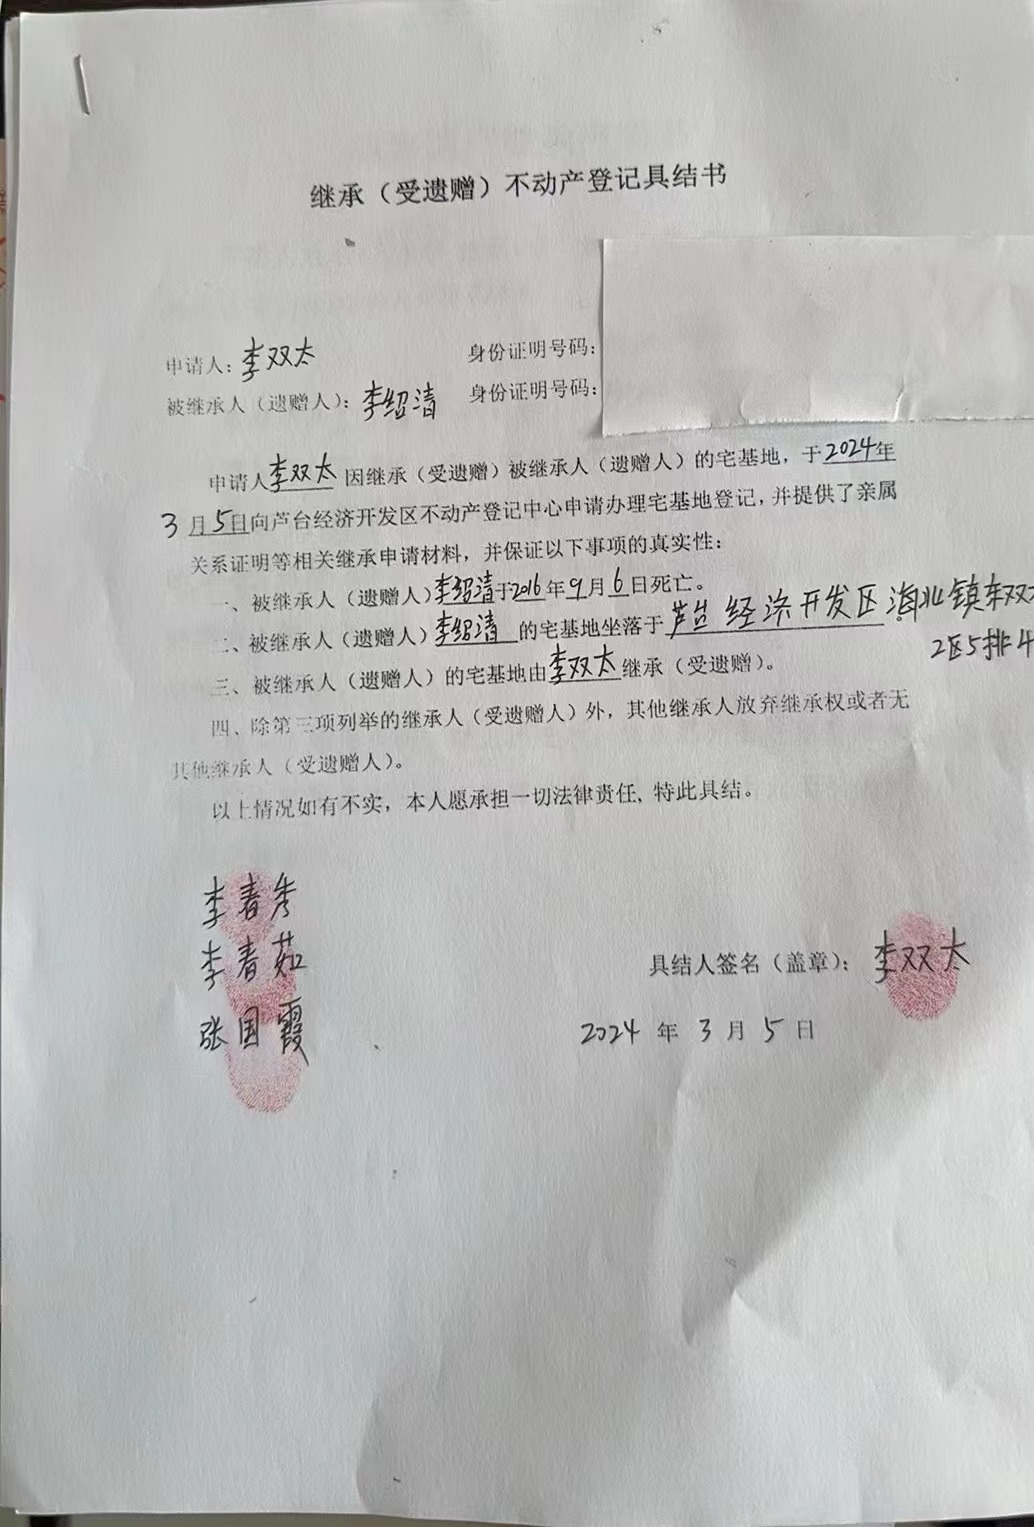 继承（受遗赠）不动产登记具结书
申请人：李双太 身份证明号码：
被继承人（遗赠人）：李绍清 身份证明号码：
申请人李双太因继承（受遗赠）被继承人（遗赠人）的宅基地，于2024年
3月5日向芦台经济开发区不动产登记中心申请办理宅基地登记，并提供了亲属
关系证明等相关继承申请材料，并保证以下事项的真实性：
一、被继承人（遗赠人）李绍清于2016年9月6日死亡。
二、被继承人（遗赠人）李绍清的宅基地坐落于芦台经济开发区海北镇东双
2区5排4
三、被继承人（遗赠人）的宅基地由李双太继承（受遗赠）。
四、除第三项列举的继承人（受遗赠人）外，其他继承人放弃继承权或者无
其他继承人（受遗赠人）。
以上情况如有不实，本人愿承担一切法律责任、特此具结。
李春秀
李春茹
张国霞
具结人签名（盖章）：李双太
2024年3月5日